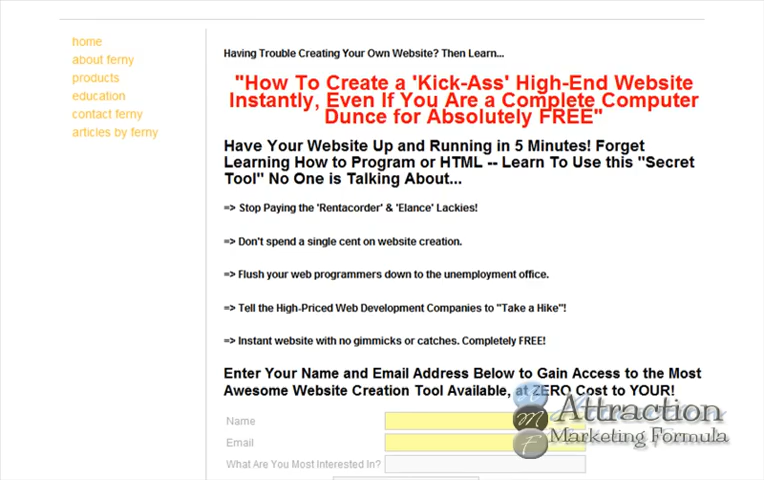 home
about ferny
products
education
contact ferny
articles by ferny
Having Trouble Creating Your Own Website? Then Learn...
"How To Create a 'Kick-Ass' High-End Website
Instantly, Even If You Are a Complete Computer
Dunce for Absolutely FREE"
Have Your Website Up and Running in 5 Minutes! Forget
Learning How to Program or HTML -- Learn To Use this "Secret
Tool" No One is Talking About...
=> Stop Paying the 'Rentacorder' & 'Elance' Lackies!
=> Don't spend a single cent on website creation.
=> Flush your web programmers down to the unemployment office.
=> Tell the High-Priced Web Development Companies to "Take a Hike"!
=> Instant website with no gimmicks or catches. Completely FREE!
Enter Your Name and Email Address Below to Gain Access to the Most
Awesome Website Creation Tool Available, at ZERO Cost to YOUR!
Name
Email
What Are You Most Interested In?
A
M
F
Attraction
Marketing Formula